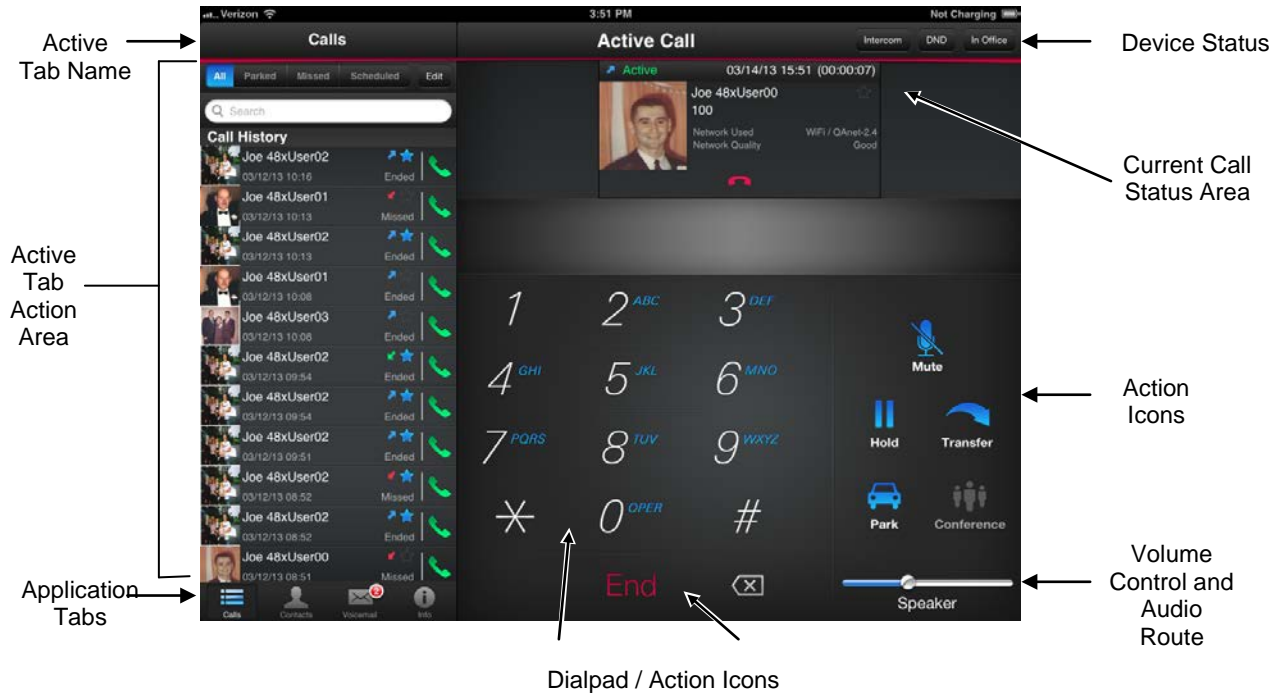 Verizon 3:51 PM Not Charging
Active
Tab Name
Calls
Active Call
Intercom DND In Office
Device Status
All Parked Missed Scheduled Edit
Search
Call History
Joe 48xUser02
03/12/13 10:16 Ended
Joe 48xUser01
03/12/13 10:13 Missed
Joe 48xUser02
03/12/13 10:13 Ended
Joe 48xUser01
03/12/13 10:08 Ended
Joe 48xUser03
03/12/13 10:08 Ended
Joe 48xUser02
03/12/13 09:54 Ended
Joe 48xUser02
03/12/13 09:54 Ended
Joe 48xUser02
03/12/13 09:51 Ended
Joe 48xUser02
03/12/13 08:52 Missed
Joe 48xUser02
03/12/13 08:52 Ended
Joe 48xUser00
03/12/13 08:51 Missed
Calls Contacts Voicemail 2 Info
Active
Tab
Action
Area
Application
Tabs
Active 03/14/13 15:51 (00:00:07)
Joe 48xUser00
100
Network Used WiFi / QAnet-2.4
Network Quality Good
Current Call
Status Area
1 2 ABC 3 DEF
4 GHI 5 JKL 6 MNO
7 PQRS 8 TUV 9 WXYZ
* 0 OPER #
End
Mute
Hold Transfer
Park Conference
Speaker
Action
Icons
Volume
Control and
Audio
Route
Dialpad / Action Icons